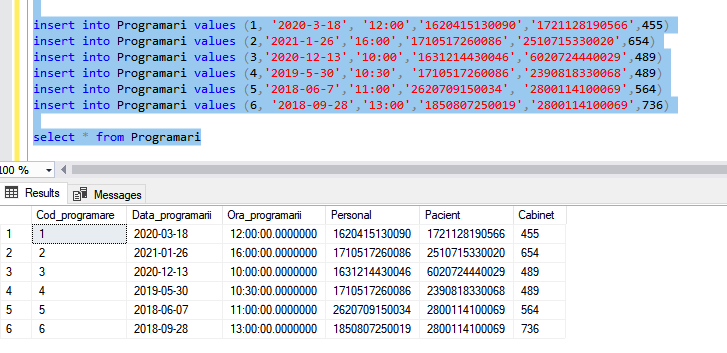 insert into Programari values (1, '2020-3-18', '12:00','1620415130090','1721128190566',455)
insert into Programari values (2,'2021-1-26','16:00','1710517260086','2510715330020',654)
insert into Programari values (3,'2020-12-13','10:00','1631214430046','6020724440029',489)
insert into Programari values (4,'2019-5-30','10:30', '1710517260086','2390818330068',489)
insert into Programari values (5,'2018-06-7','11:00','2620709150034', '2800114100069',564)
insert into Programari values (6, '2018-09-28','13:00','1850807250019','2800114100069',736)
select * from Programari
100 %
Results Messages
Cod_programare Data_programarii Ora_programarii Personal Pacient Cabinet
1 1 2020-03-18 12:00:00.0000000 1620415130090 1721128190566 455
2 2 2021-01-26 16:00:00.0000000 1710517260086 2510715330020 654
3 3 2020-12-13 10:00:00.0000000 1631214430046 6020724440029 489
4 4 2019-05-30 10:30:00.0000000 1710517260086 2390818330068 489
5 5 2018-06-07 11:00:00.0000000 2620709150034 2800114100069 564
6 6 2018-09-28 13:00:00.0000000 1850807250019 2800114100069 736